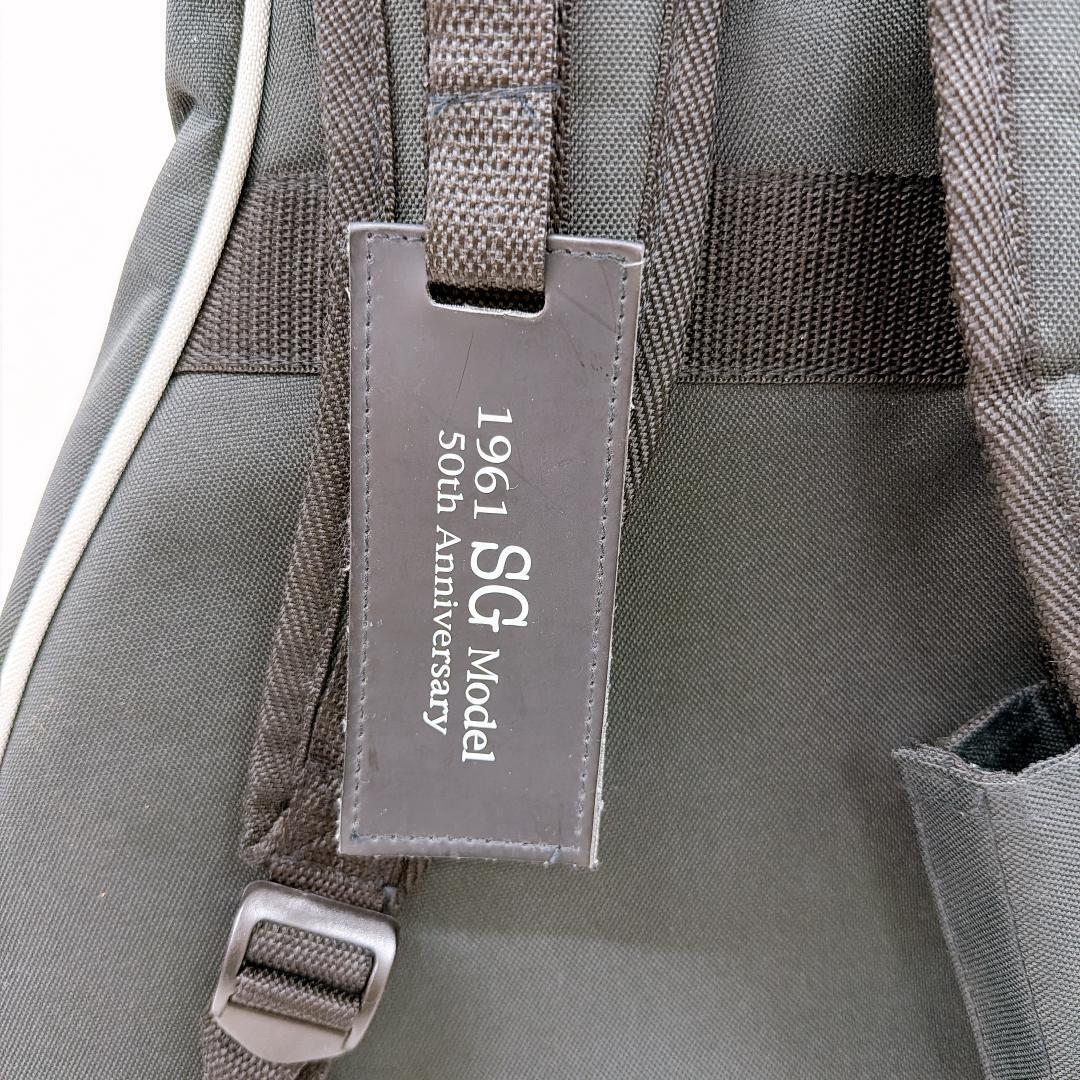 1961 SG Model
50th Anniversary